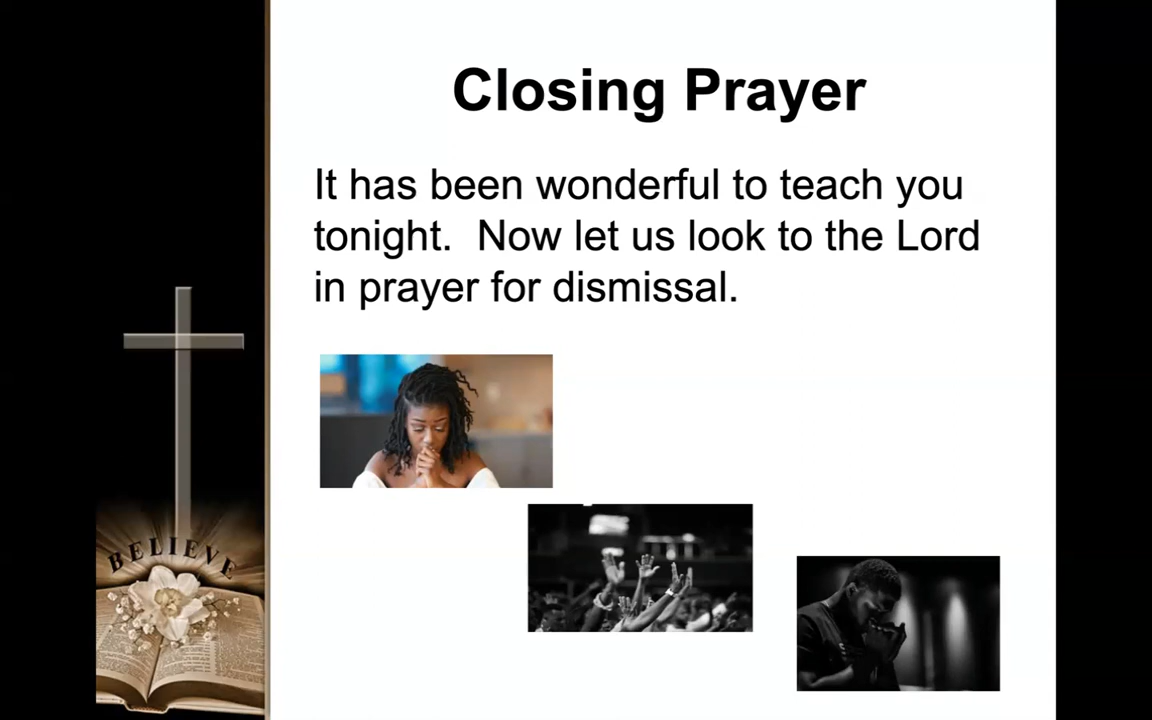 Closing Prayer
It has been wonderful to teach you
tonight.  Now let us look to the Lord
in prayer for dismissal.
BELIEVE